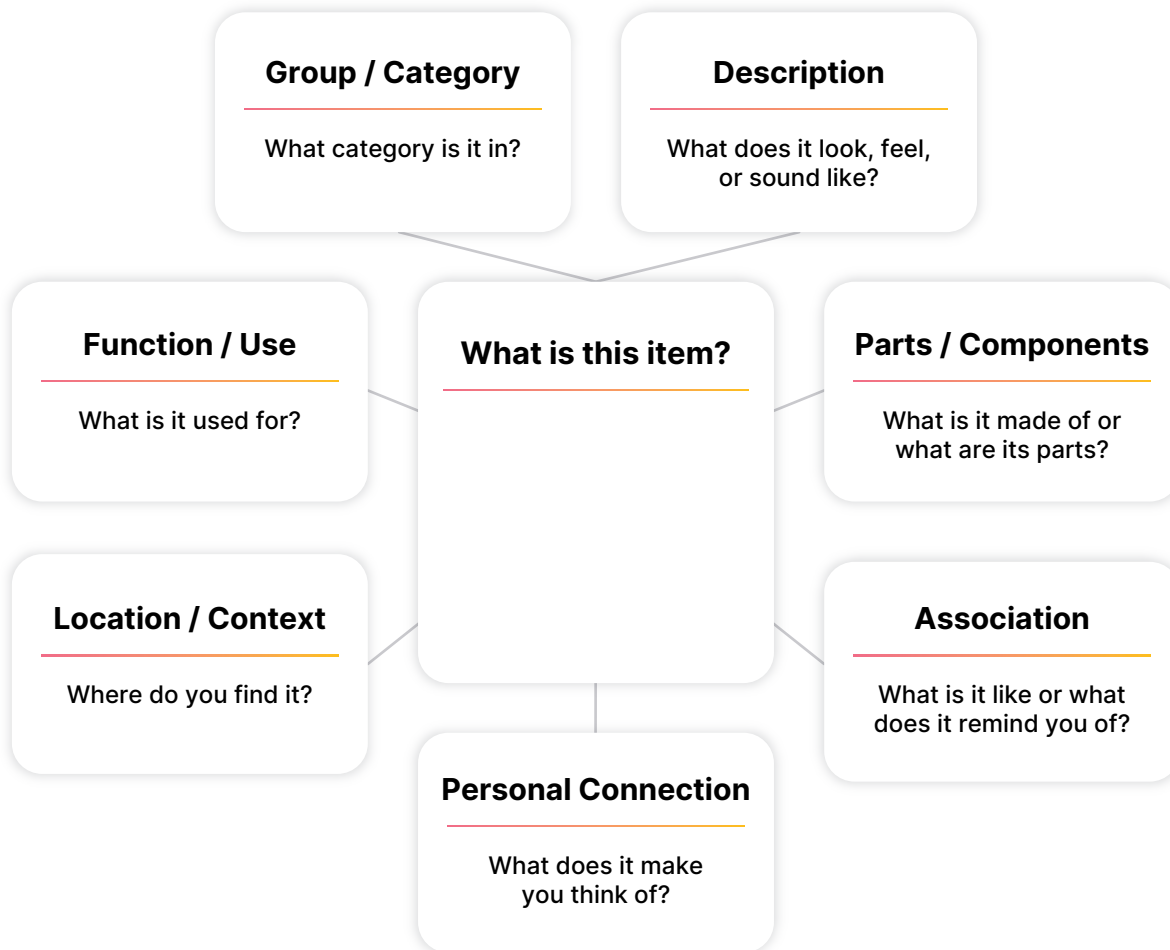 Group / Category
What category is it in?
Description
What does it look, feel,
or sound like?
Function / Use
What is it used for?
What is this item?
Parts / Components
What is it made of or
what are its parts?
Location / Context
Where do you find it?
Association
What is it like or what
does it remind you of?
Personal Connection
What does it make
you think of?